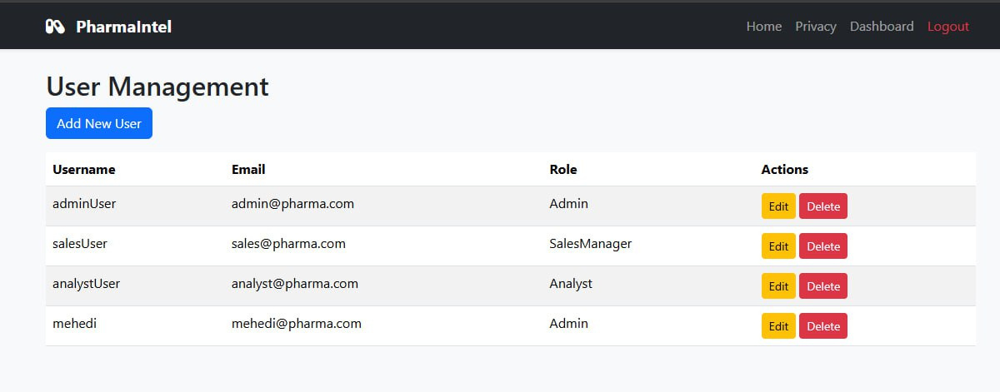 PharmaIntel Home Privacy Dashboard Logout
User Management
Add New User
Username Email Role Actions
adminUser admin@pharma.com Admin Edit Delete
salesUser sales@pharma.com SalesManager Edit Delete
analystUser analyst@pharma.com Analyst Edit Delete
mehedi mehedi@pharma.com Admin Edit Delete